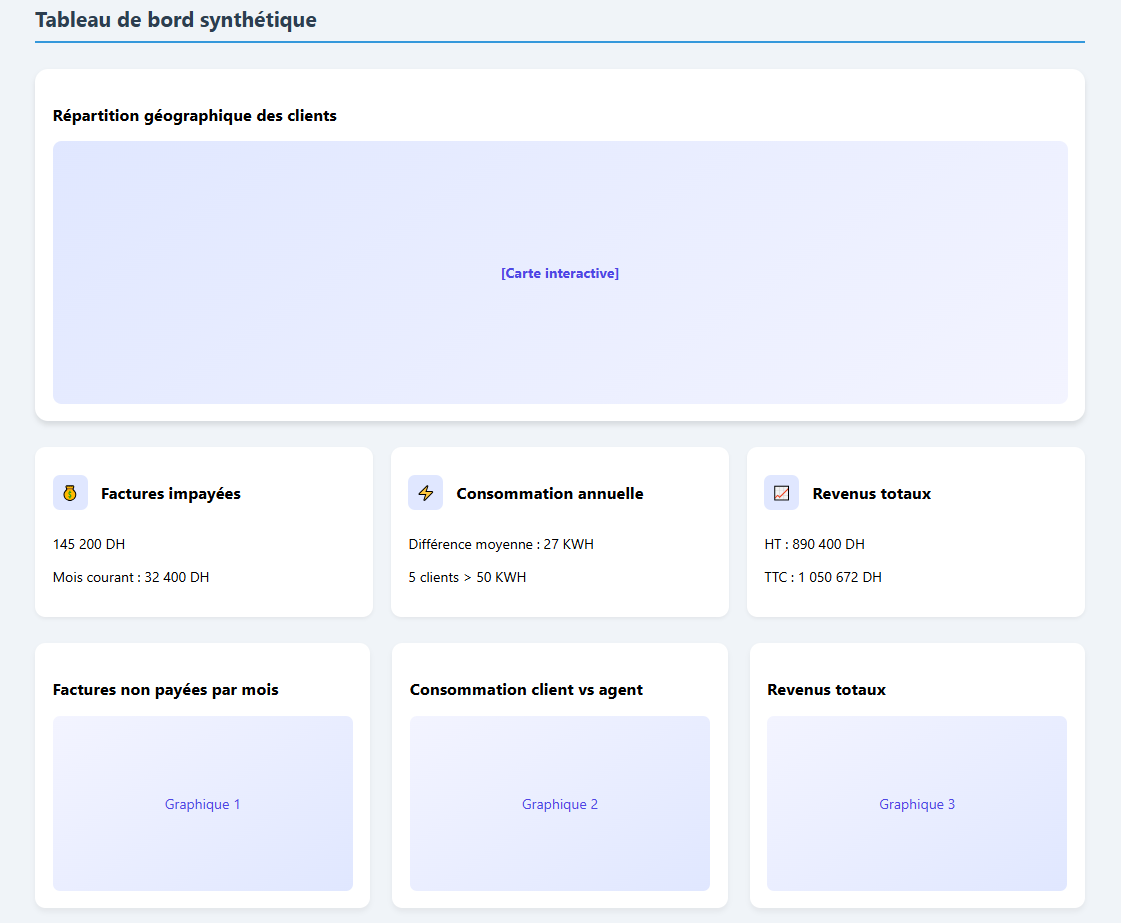 Tableau de bord synthétique
Répartition géographique des clients
[Carte interactive]
Factures impayées
145 200 DH
Mois courant : 32 400 DH
Consommation annuelle
Différence moyenne : 27 KWH
5 clients > 50 KWH
Revenus totaux
HT : 890 400 DH
TTC : 1 050 672 DH
Factures non payées par mois
Graphique 1
Consommation client vs agent
Graphique 2
Revenus totaux
Graphique 3